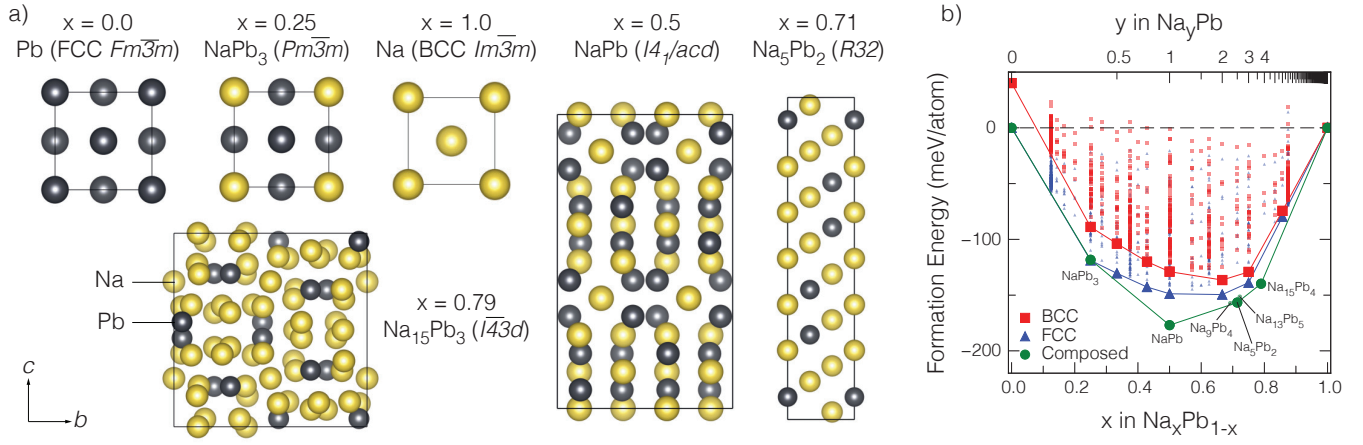 a)
x = 0.0
Pb (FCC Fm3̅m)
x = 0.25
NaPb₃ (Pm3̅m)
x = 1.0
Na (BCC Im3̅m)
x = 0.5
NaPb (I4₁/acd)
x = 0.71
Na₅Pb₂ (R32)
Na
Pb
x = 0.79
Na₁₅Pb₃ (I4̅3̅d)
c
b
b)
y in NaᵧPb
0 0.5 1 2 3 4
Formation Energy (meV/atom)
0
−100
−200
NaPb₃
NaPb
Na₉Pb₄
Na₅Pb₂
Na₁₃Pb₅
Na₁₅Pb₄
BCC
FCC
Composed
0.0 0.2 0.4 0.6 0.8 1.0
x in NaₓPb₁₋ₓ